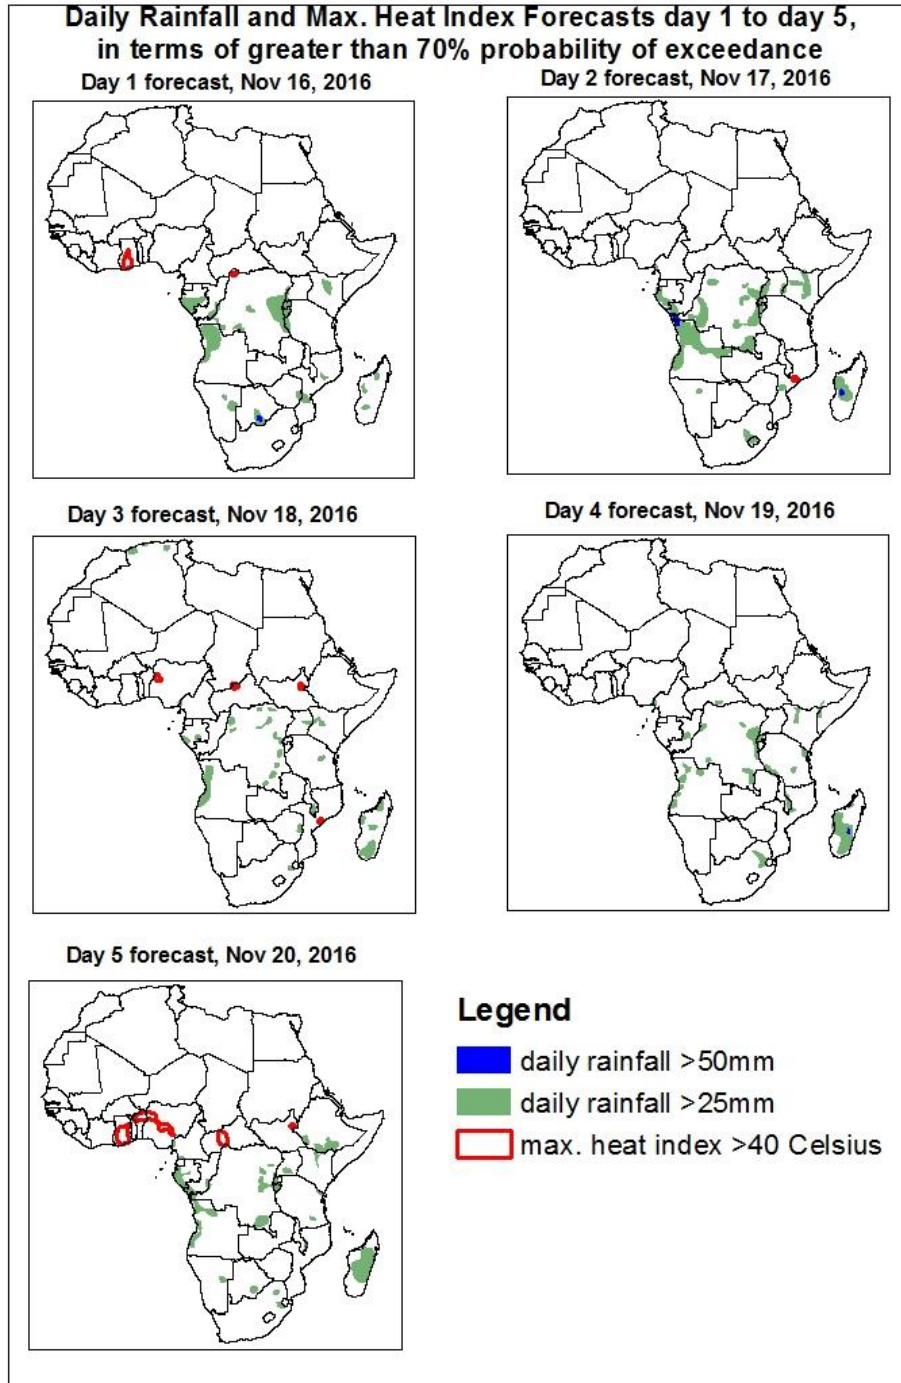 Daily Rainfall and Max. Heat Index Forecasts day 1 to day 5,
in terms of greater than 70% probability of exceedance
Day 1 forecast, Nov 16, 2016
Day 2 forecast, Nov 17, 2016
Day 3 forecast, Nov 18, 2016
Day 4 forecast, Nov 19, 2016
Day 5 forecast, Nov 20, 2016
Legend
daily rainfall >50mm
daily rainfall >25mm
max. heat index >40 Celsius